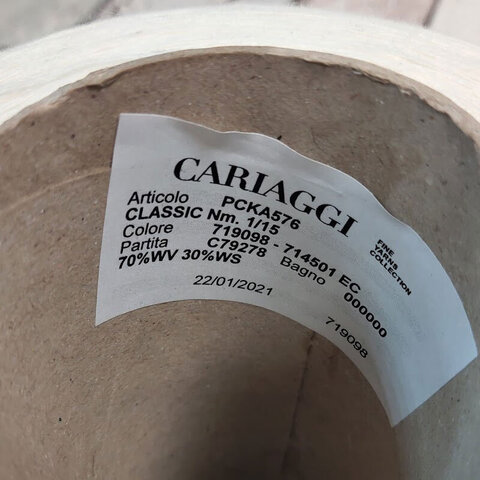 CARIAGGI
FINE
YARNS
COLLECTION
Articolo PCKA576
CLASSIC Nm. 1/15
Colore 719098 - 714501 EC
Partita C79278 Bagno 000000
70%WV 30%WS
22/01/2021
719098